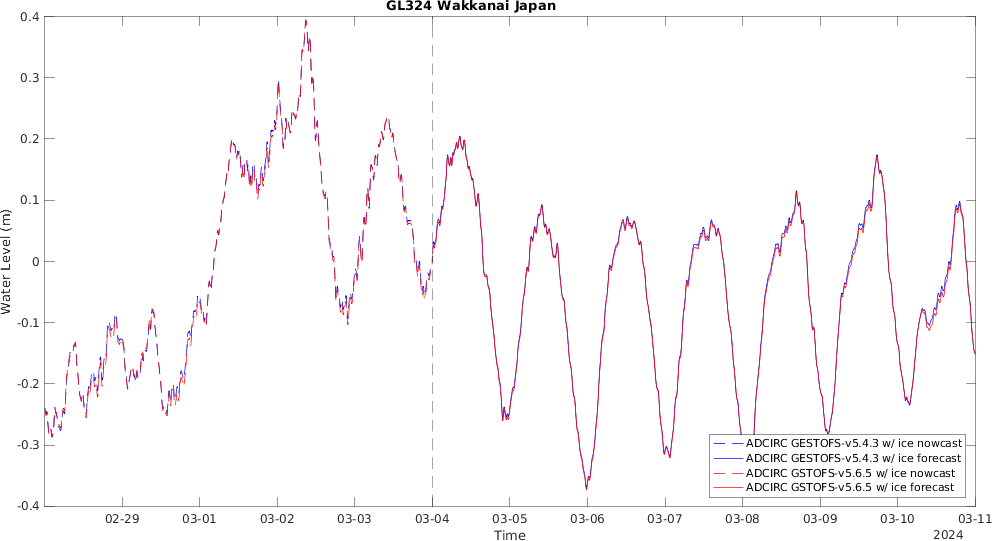 GL324 Wakkanai Japan
0.4
0.3
0.2
0.1
0
-0.1
-0.2
-0.3
-0.4
Water Level (m)
ADCIRC GESTOFS-v5.4.3 w/ ice nowcast
ADCIRC GESTOFS-v5.4.3 w/ ice forecast
ADCIRC GSTOFS-v5.6.5 w/ ice nowcast
ADCIRC GSTOFS-v5.6.5 w/ ice forecast
02-29 03-01 03-02 03-03 03-04 03-05 03-06 03-07 03-08 03-09 03-10 03-11
Time
2024